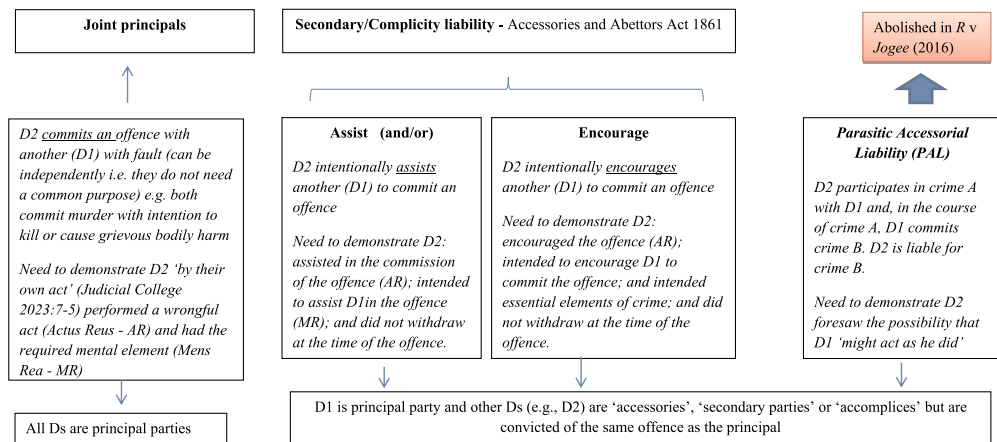 Joint principals
Secondary/Complicity liability - Accessories and Abettors Act 1861
Abolished in R v
Jogee (2016)
D2 commits an offence with
another (D1) with fault (can be
independently i.e. they do not need
a common purpose) e.g. both
commit murder with intention to
kill or cause grievous bodily harm
Need to demonstrate D2 ‘by their
own act’ (Judicial College
2023:7-5) performed a wrongful
act (Actus Reus - AR) and had the
required mental element (Mens
Rea - MR)
All Ds are principal parties
Assist (and/or)
D2 intentionally assists
another (D1) to commit an
offence
Need to demonstrate D2:
assisted in the commission
of the offence (AR); intended
to assist D1in the offence
(MR); and did not withdraw
at the time of the offence.
Encourage
D2 intentionally encourages
another (D1) to commit an offence
Need to demonstrate D2:
encouraged the offence (AR);
intended to encourage D1 to
commit the offence; and intended
essential elements of crime; and did
not withdraw at the time of the
offence.
Parasitic Accessorial
Liability (PAL)
D2 participates in crime A
with D1 and, in the course
of crime A, D1 commits
crime B. D2 is liable for
crime B.
Need to demonstrate D2
foresaw the possibility that
D1 ‘might act as he did’
D1 is principal party and other Ds (e.g., D2) are ‘accessories’, ‘secondary parties’ or ‘accomplices’ but are
convicted of the same offence as the principal